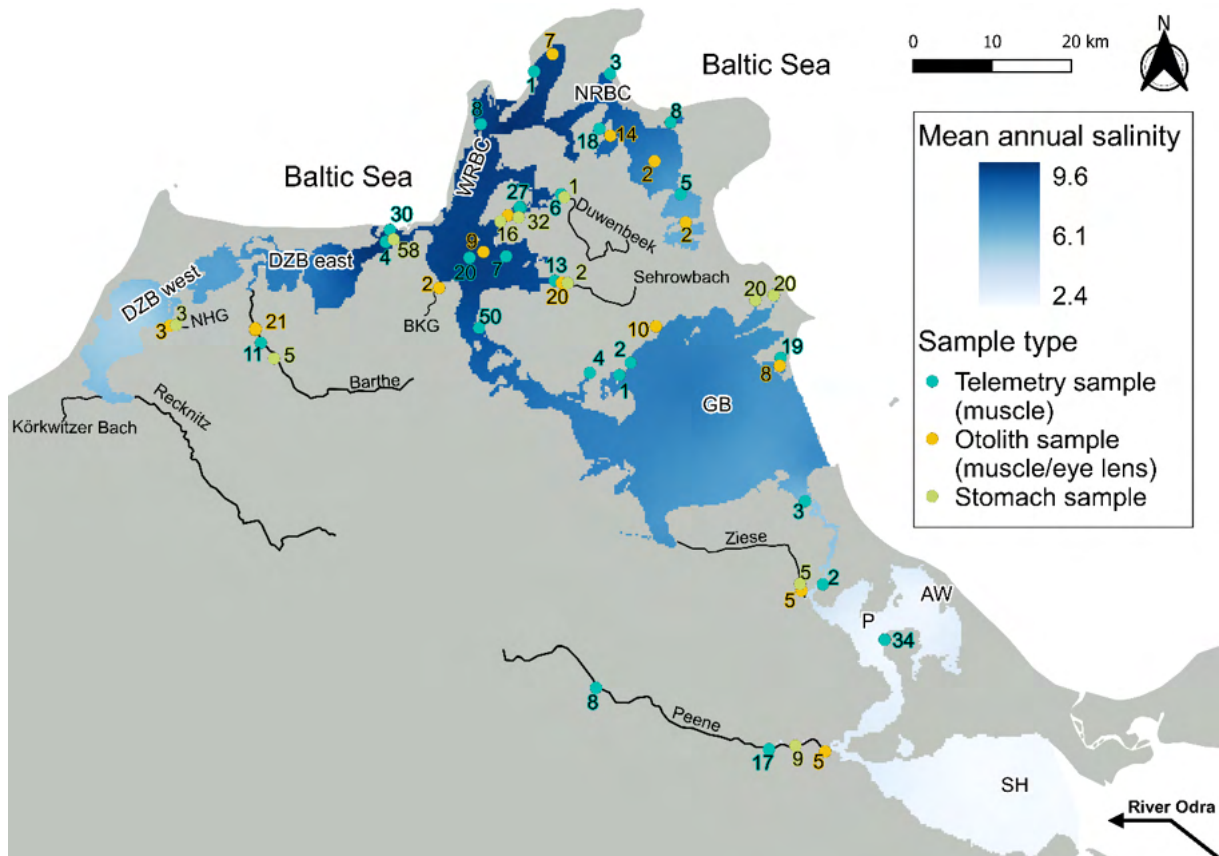 7
N
0 10 20 km
1
3
Baltic Sea
NRBC
8
8
18
14
WRBC
2
Mean annual salinity
9.6
6.1
2.4
Baltic Sea
27
1
5
6
Duwenbeek
30
32
16
2
58
4
9
DZB east
20
7
13
2
Sehrowbach
DZB west
2
20
20
20
BKG
3
3
NHG
21
50
10
Sample type
11
5
4
2
19
8
1
Telemetry sample
(muscle)
Barthe
Recknitz
GB
Körkwitzer Bach
Otolith sample
(muscle/eye lens)
Stomach sample
3
Ziese
5
2
5
AW
P
34
8
Peene
17
9
5
SH
River Odra